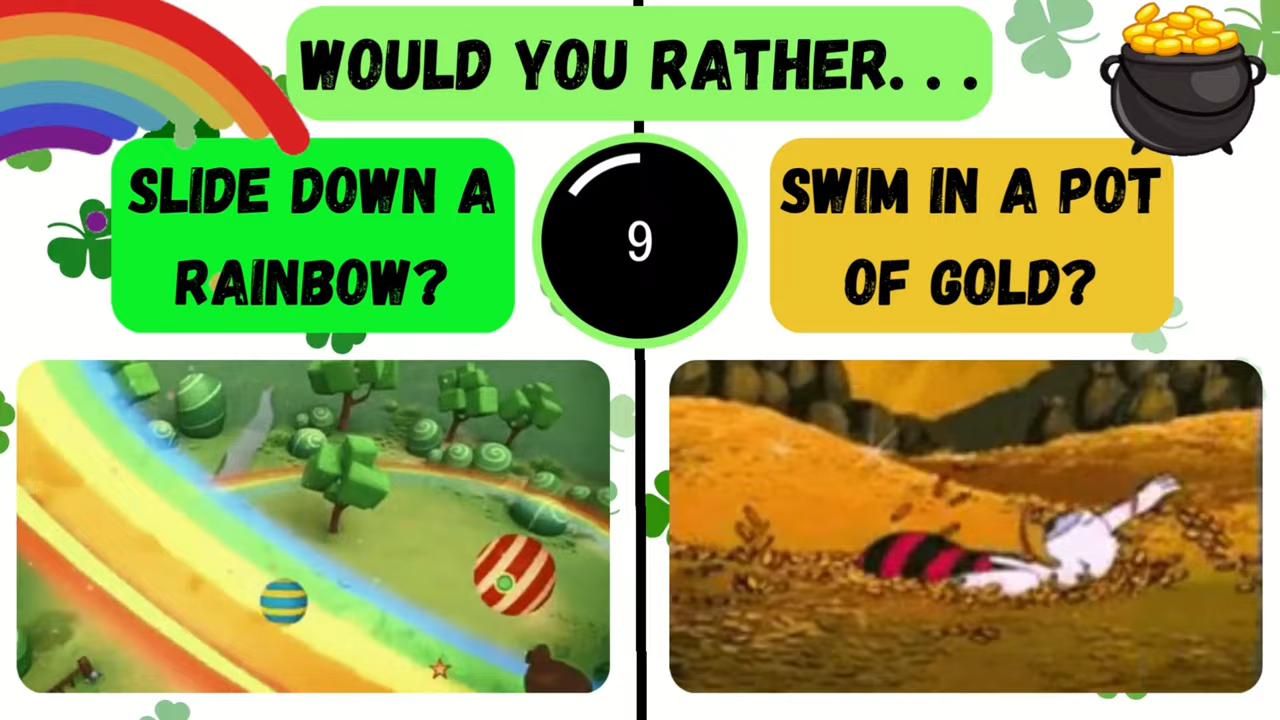 WOULD YOU RATHER. . .
SLIDE DOWN A
RAINBOW?
9
SWIM IN A POT
OF GOLD?